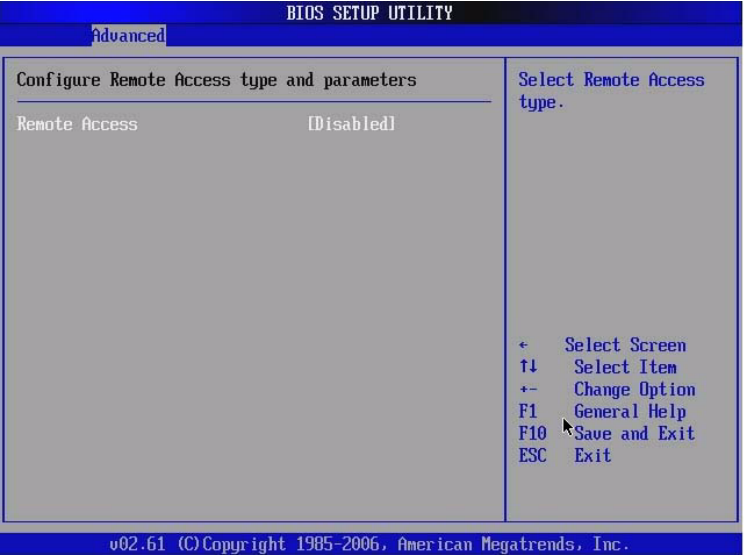 BIOS SETUP UTILITY
Advanced
Configure Remote Access type and parameters
Remote Access [Disabled]
Select Remote Access
type.
← Select Screen
↑↓ Select Item
+- Change Option
F1 General Help
F10 Save and Exit
ESC Exit
v02.61 (C)Copyright 1985-2006, American Megatrends, Inc.